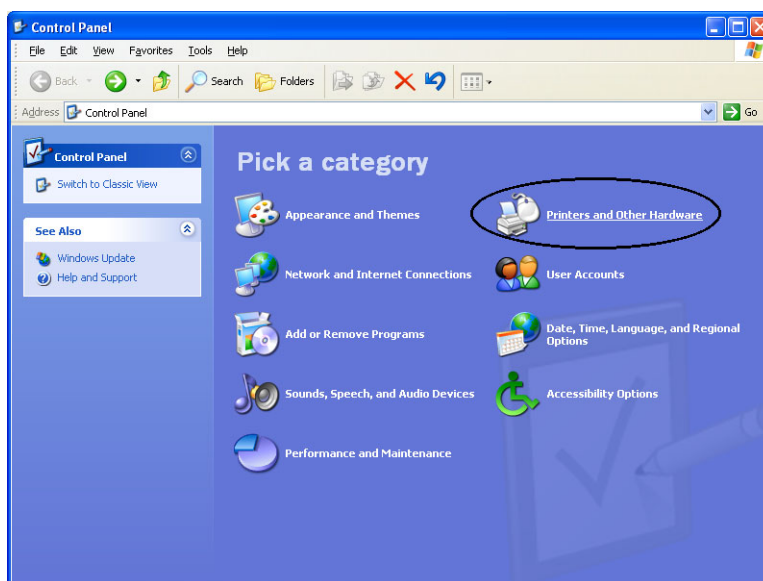 Control Panel
File Edit View Favorites Tools Help
Back Search Folders
Address Control Panel Go
Control Panel
Switch to Classic View
See Also
Windows Update
Help and Support
Pick a category
Appearance and Themes
Printers and Other Hardware
Network and Internet Connections
User Accounts
Add or Remove Programs
Date, Time, Language, and Regional
Options
Sounds, Speech, and Audio Devices
Accessibility Options
Performance and Maintenance